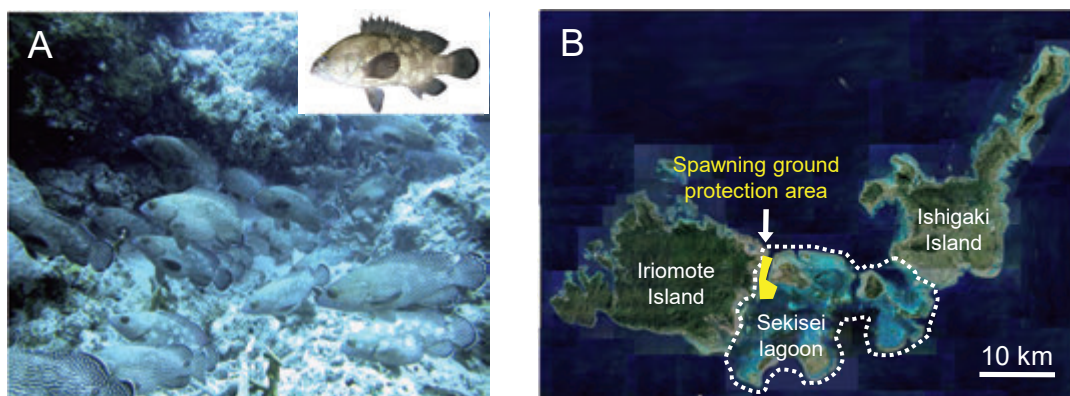 A
B
Spawning ground
protection area
Ishigaki
Island
Iriomote
Island
Sekisei
lagoon
10 km